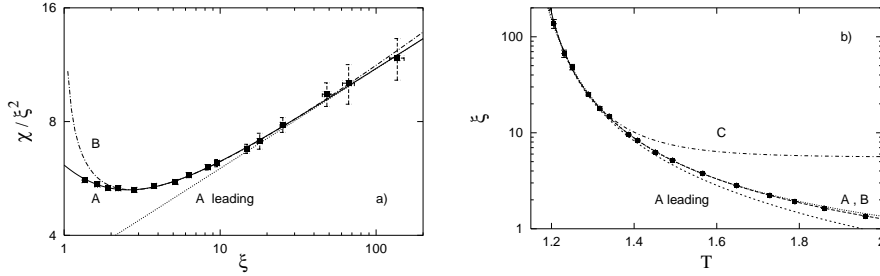 16
8
4
χ / ξ²
B
A
A leading
a)
1
10
100
ξ
100
10
1
ξ
b)
C
A leading
A , B
1.2
1.4
1.6
1.8
2
T